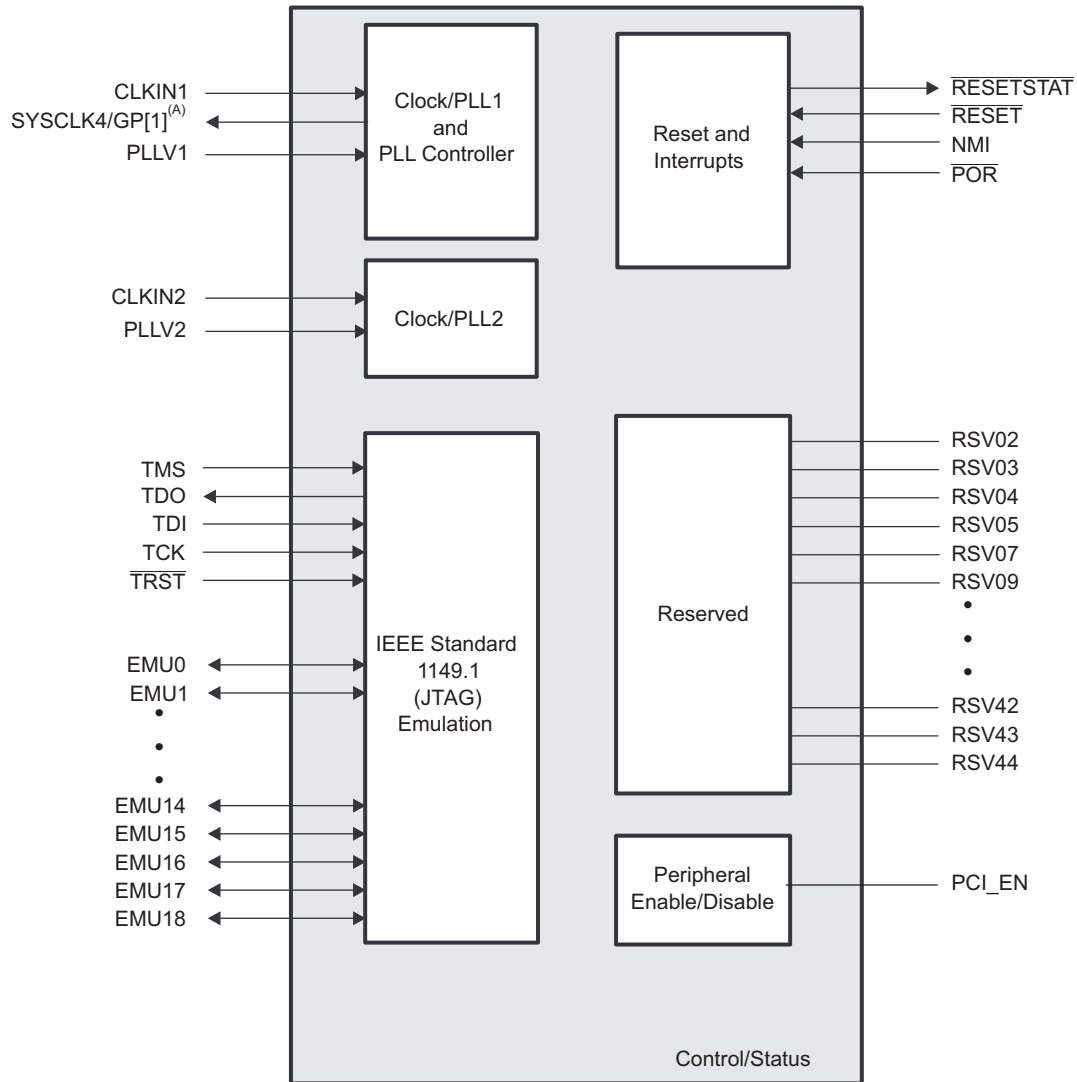 CLKIN1
SYSCLK4/GP[1](A)
PLLV1
Clock/PLL1
and
PLL Controller
CLKIN2
PLLV2
Clock/PLL2
TMS
TDO
TDI
TCK
TRST
EMU0
EMU1
•
•
•
EMU14
EMU15
EMU16
EMU17
EMU18
IEEE Standard
1149.1
(JTAG)
Emulation
Reset and
Interrupts
RESETSTAT
RESET
NMI
POR
Reserved
RSV02
RSV03
RSV04
RSV05
RSV07
RSV09
•
•
•
RSV42
RSV43
RSV44
Peripheral
Enable/Disable
PCI_EN
Control/Status